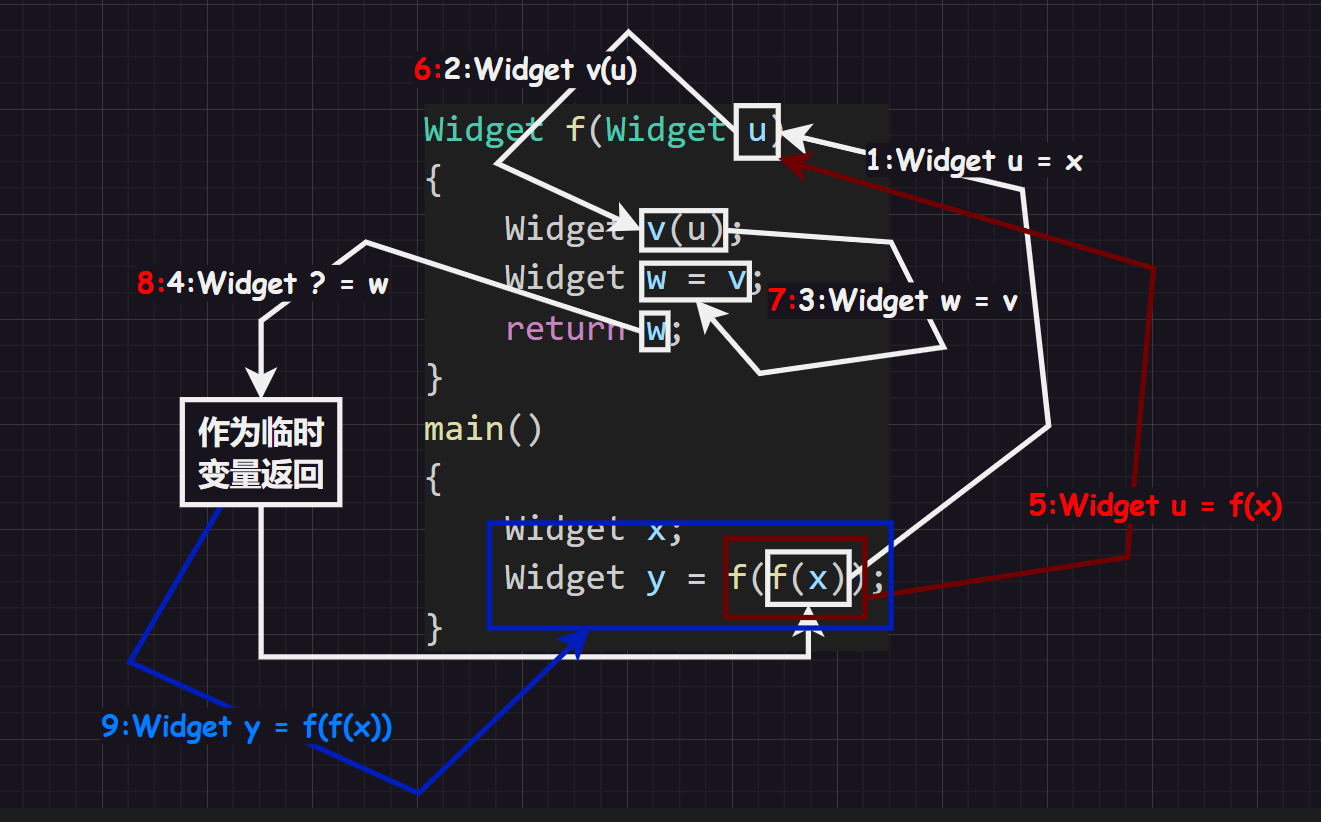 6:2:Widget v(u)
Widget f(Widget u)
1:Widget u = x
{
Widget v(u);
Widget w = v;
8:4:Widget ? = w
7:3:Widget w = v
return w;
}
作为临时
变量返回
main()
{
5:Widget u = f(x)
Widget x;
Widget y = f(f(x));
}
9:Widget y = f(f(x))